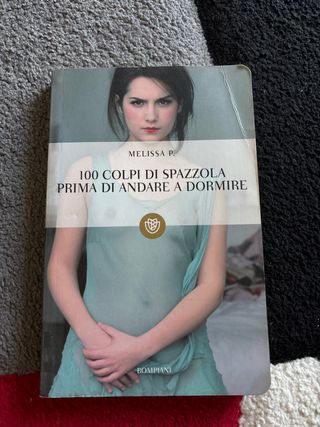 MELISSA P.
100 COLPI DI SPAZZOLA
PRIMA DI ANDARE A DORMIRE
BOMPIANI